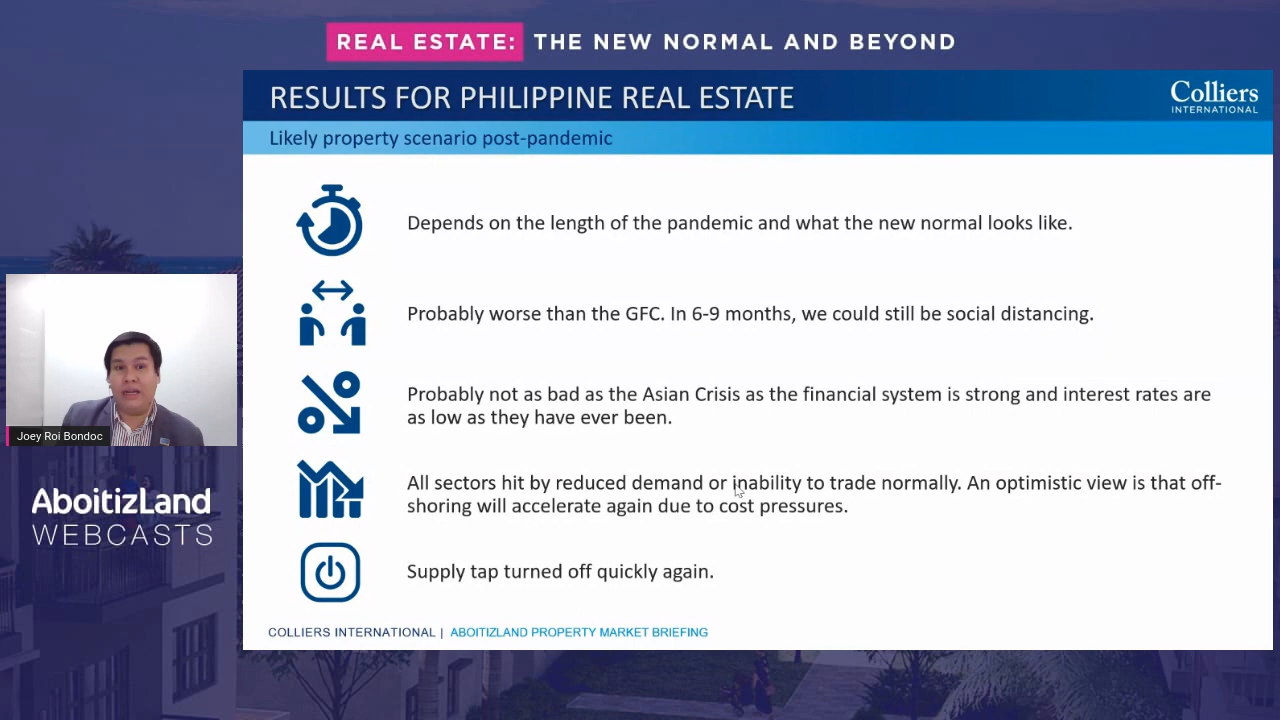 REAL ESTATE: THE NEW NORMAL AND BEYOND
RESULTS FOR PHILIPPINE REAL ESTATE
Colliers
INTERNATIONAL
Likely property scenario post-pandemic
Depends on the length of the pandemic and what the new normal looks like.
Probably worse than the GFC. In 6-9 months, we could still be social distancing.
Probably not as bad as the Asian Crisis as the financial system is strong and interest rates are
as low as they have ever been.
All sectors hit by reduced demand or inability to trade normally. An optimistic view is that off-
shoring will accelerate again due to cost pressures.
Supply tap turned off quickly again.
COLLIERS INTERNATIONAL | ABOITIZLAND PROPERTY MARKET BRIEFING
Joey Roi Bondoc
AboitizLand
WEBCASTS